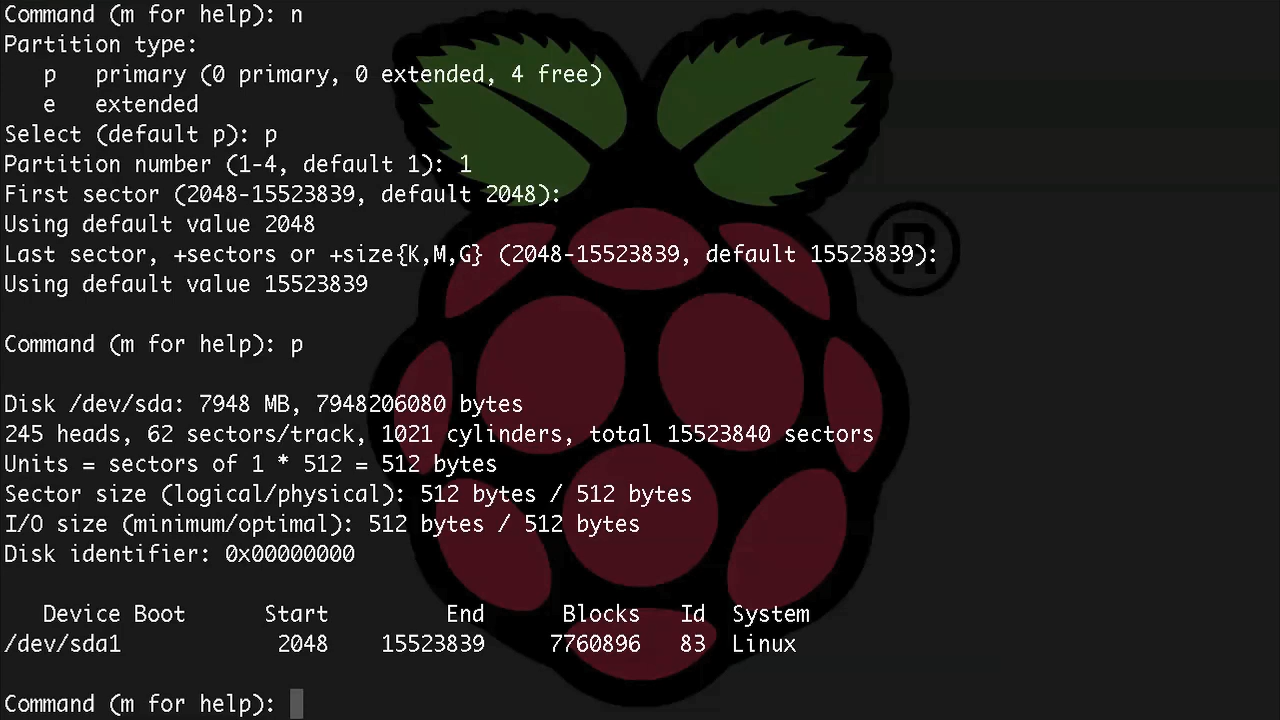 Command (m for help): n
Partition type:
   p   primary (0 primary, 0 extended, 4 free)
   e   extended
Select (default p): p
Partition number (1-4, default 1): 1
First sector (2048-15523839, default 2048):
Using default value 2048
Last sector, +sectors or +size{K,M,G} (2048-15523839, default 15523839):
Using default value 15523839
Command (m for help): p
Disk /dev/sda: 7948 MB, 7948206080 bytes
245 heads, 62 sectors/track, 1021 cylinders, total 15523840 sectors
Units = sectors of 1 * 512 = 512 bytes
Sector size (logical/physical): 512 bytes / 512 bytes
I/O size (minimum/optimal): 512 bytes / 512 bytes
Disk identifier: 0x00000000
   Device Boot      Start         End      Blocks   Id  System
/dev/sda1            2048    15523839     7760896   83  Linux
Command (m for help):
®